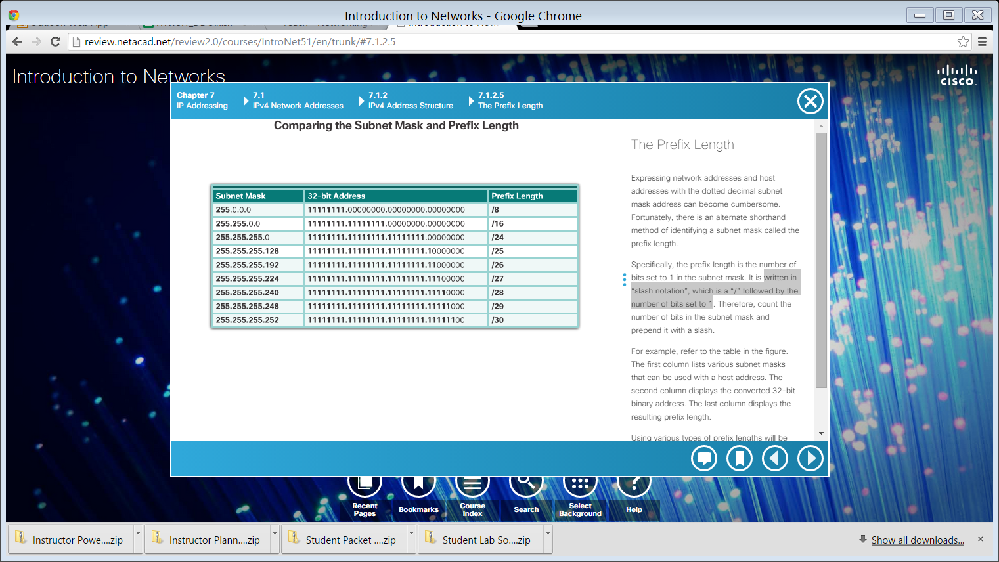 Introduction to Networks - Google Chrome
review.netacad.net/review2.0/courses/IntroNet51/en/trunk/#7.1.2.5
Introduction to Networks
CISCO
Chapter 7
IP Addressing
7.1
IPv4 Network Addresses
7.1.2
IPv4 Address Structure
7.1.2.5
The Prefix Length
Comparing the Subnet Mask and Prefix Length
Subnet Mask 32-bit Address Prefix Length
255.0.0.0 11111111.00000000.00000000.00000000 /8
255.255.0.0 11111111.11111111.00000000.00000000 /16
255.255.255.0 11111111.11111111.11111111.00000000 /24
255.255.255.128 11111111.11111111.11111111.10000000 /25
255.255.255.192 11111111.11111111.11111111.11000000 /26
255.255.255.224 11111111.11111111.11111111.11100000 /27
255.255.255.240 11111111.11111111.11111111.11110000 /28
255.255.255.248 11111111.11111111.11111111.11111000 /29
255.255.255.252 11111111.11111111.11111111.11111100 /30
The Prefix Length
Expressing network addresses and host
addresses with the dotted decimal subnet
mask address can become cumbersome.
Fortunately, there is an alternate shorthand
method of identifying a subnet mask called the
prefix length.
Specifically, the prefix length is the number of
bits set to 1 in the subnet mask. It is written in
“slash notation”, which is a “/” followed by the
number of bits set to 1. Therefore, count the
number of bits in the subnet mask and
prepend it with a slash.
For example, refer to the table in the figure.
The first column lists various subnet masks
that can be used with a host address. The
second column displays the converted 32-bit
binary address. The last column displays the
resulting prefix length.
Using various types of prefix lengths will be
Recent
Pages
Bookmarks
Course
Index
Search
Select
Background
Help
Instructor Powe....zip
Instructor Plann....zip
Student Packet ....zip
Student Lab So....zip
Show all downloads...